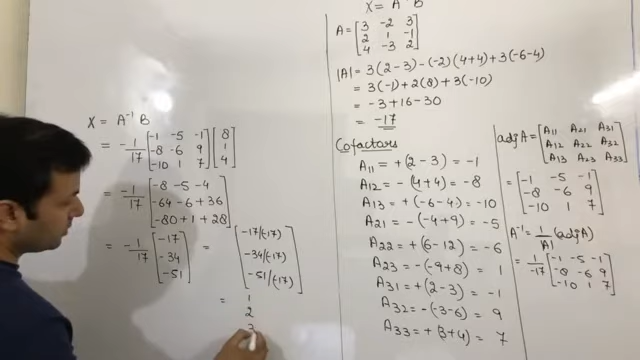 X = A⁻¹ B
= -1/17 [-1 -5 -1] [8]
[-8 -6 9] [1]
[-10 1 7] [4]
= -1/17 [-8 -5 -4]
[-64 -6 +36]
[-80 +1 +28]
= -1/17 [-17] = [-17/(-17)]
[-34] [-34/(-17)]
[-51] [-51/(-17)]
= 1
2
3
X = A⁻¹ B
A = [3 -2 3]
[2 1 -1]
[4 -3 2]
|A| = 3(2-3) -(-2)(4+4) +3(-6-4)
= 3(-1) +2(8) +3(-10)
= -3+16-30
= -17
Cofactors
A11 = +(2-3) = -1
A12 = -(4+4) = -8
A13 = +(-6-4) = -10
A21 = -(-4+9) = -5
A22 = +(6-12) = -6
A23 = -(-9+8) = 1
A31 = +(2-3) = -1
A32 = -(-3-6) = 9
A33 = +(3+4) = 7
adj A = [A11 A21 A31]
[A12 A22 A32]
[A13 A23 A33]
= [-1 -5 -1]
[-8 -6 9]
[-10 1 7]
A⁻¹ = 1/|A| (adj A)
= 1/-17 [-1 -5 -1]
[-8 -6 9]
[-10 1 7]